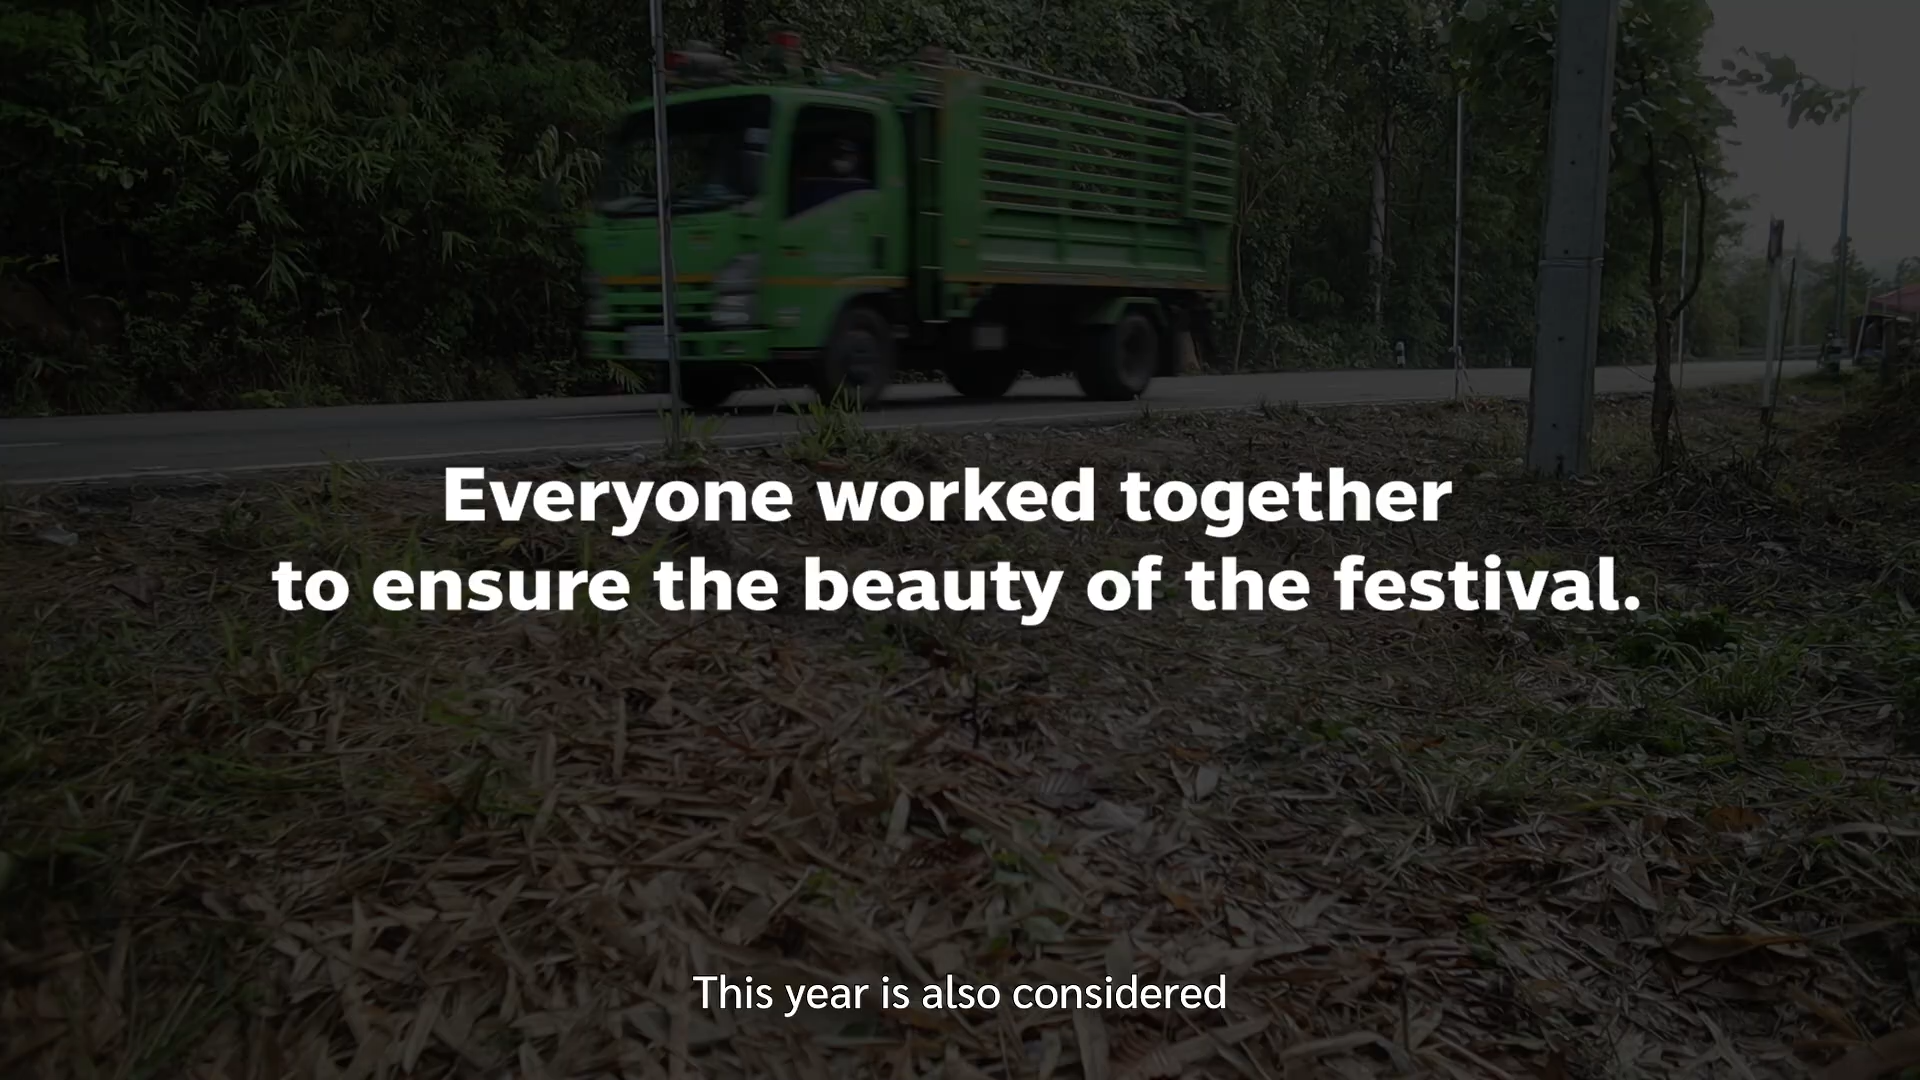 Everyone worked together
to ensure the beauty of the festival.
This year is also considered